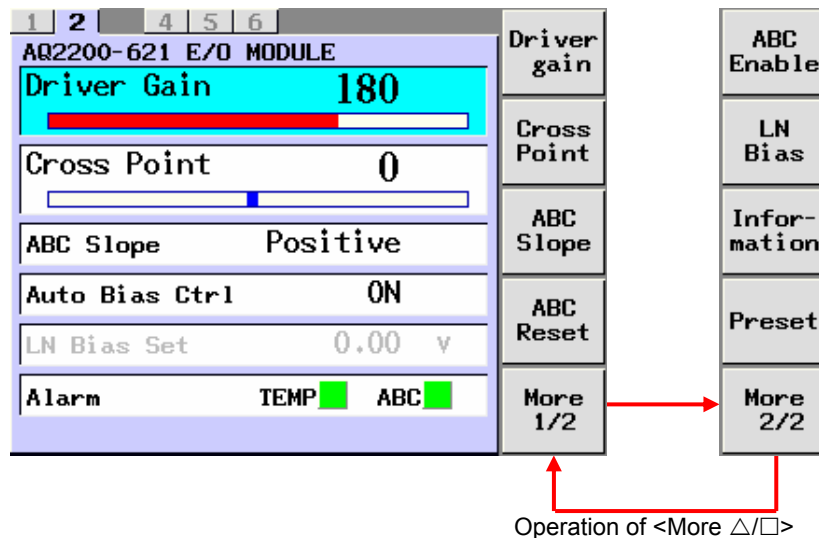 1 2 4 5 6
AQ2200-621 E/O MODULE
Driver Gain 180
Cross Point 0
ABC Slope Positive
Auto Bias Ctrl ON
LN Bias Set 0.00 V
Alarm TEMP ABC
Driver
gain
Cross
Point
ABC
Slope
ABC
Reset
More
1/2
ABC
Enable
LN
Bias
Infor-
mation
Preset
More
2/2
Operation of <More △/□>